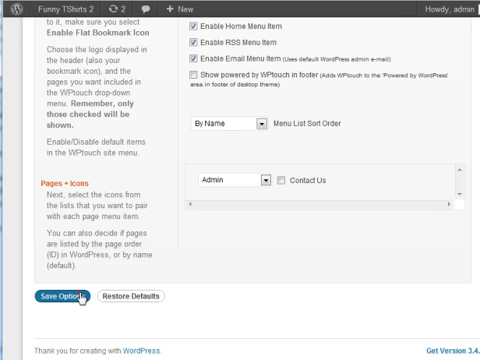 Funny TShirts 2 2 + New Howdy, admin
to it, make sure you select
Enable Flat Bookmark Icon
Choose the logo displayed in
the header (also your
bookmark icon), and the
pages you want included in
the WPtouch drop-down
menu. Remember, only
those checked will be
shown.
Enable/Disable default items
in the WPtouch site menu.
Enable Home Menu Item
Enable RSS Menu Item
Enable Email Menu Item (Uses default WordPress admin e-mail)
Show powered by WPtouch in footer (Adds WPtouch to the 'Powered by WordPress'
area in footer of desktop theme)
By Name Menu List Sort Order
Pages + Icons
Next, select the icons from
the lists that you want to pair
with each page menu item.
You can also decide if pages
are listed by the page order
(ID) in WordPress, or by name
(default).
Admin Contact Us
Save Options Restore Defaults
Thank you for creating with WordPress. Get Version 3.4.